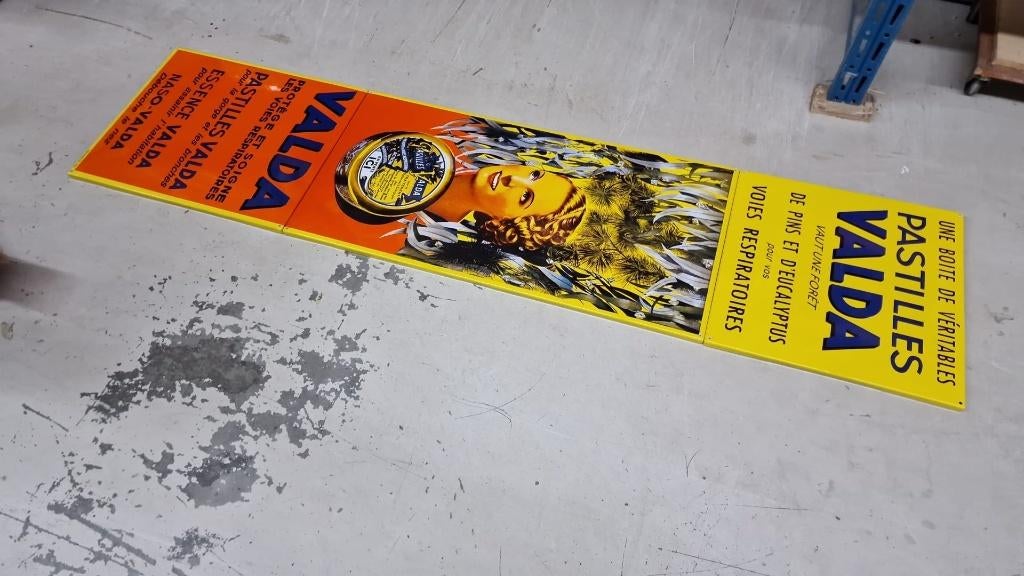 UNE BOITE DE VÉRITABLES
PASTILLES
VALDA
VAUT UNE FORÊT
DE PINS ET D'EUCALYPTUS
pour vos
VOIES RESPIRATOIRES
VALDA
PROTÈGE ET SOIGNE
LES VOIES RESPIRATOIRES
PASTILLES VALDA
pour la gorge et les bronches
ESSENCE VALDA
pour assainir l'habitation
NASO VALDA
Débouche le nez